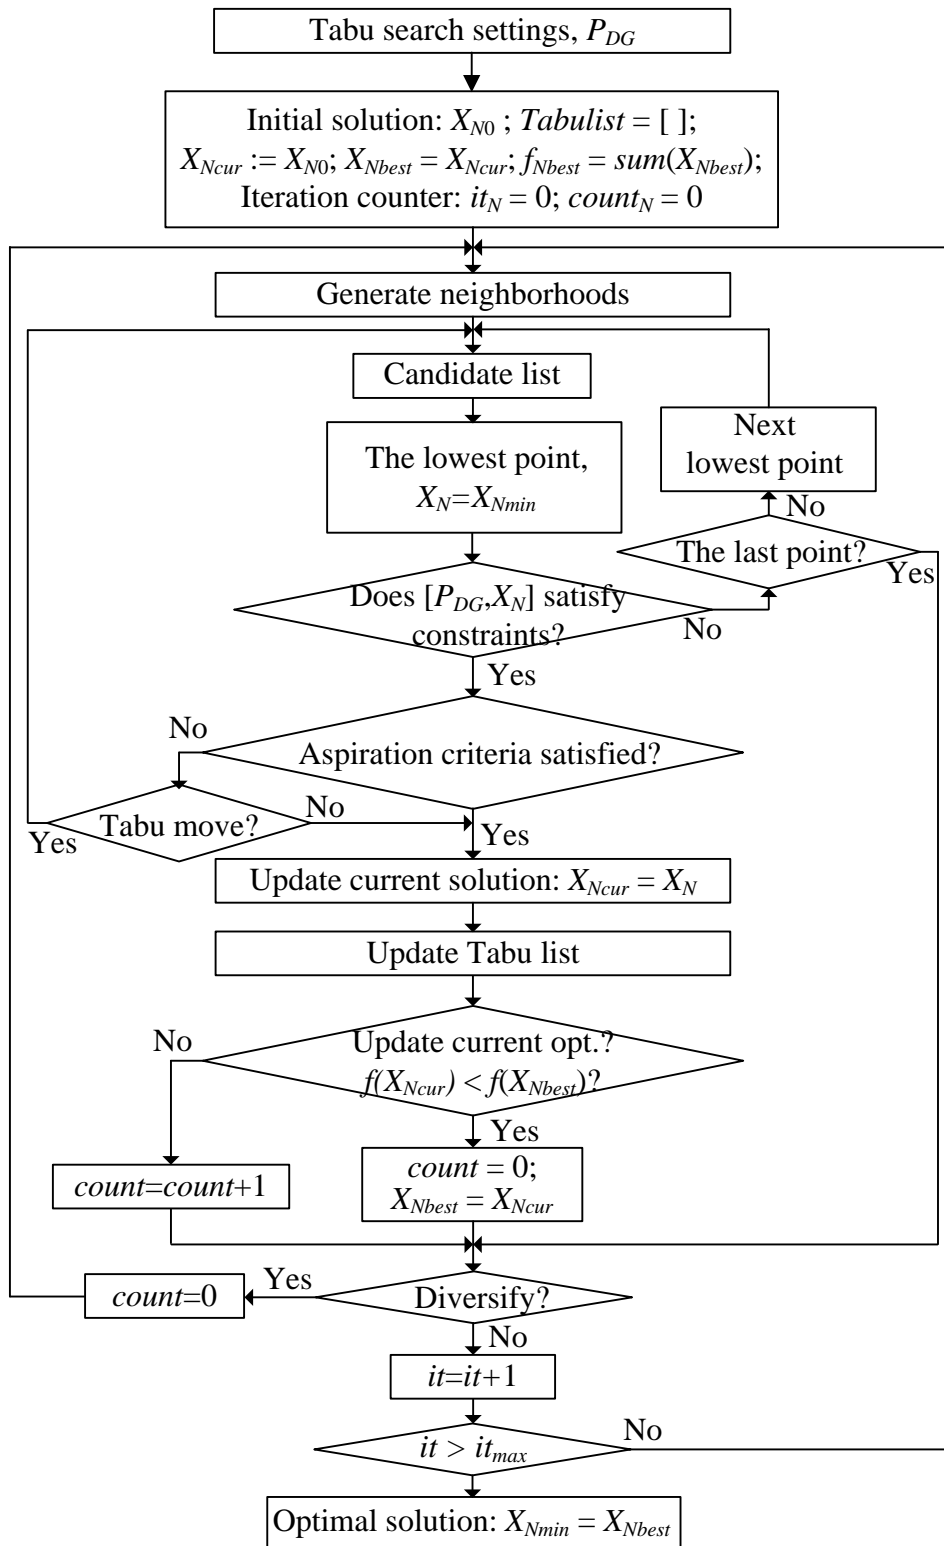 Tabu search settings, P_DG
Initial solution: X_N0 ; Tabulist = [ ];
X_Ncur := X_N0; X_Nbest = X_Ncur; f_Nbest = sum(X_Nbest);
Iteration counter: it_N = 0; count_N = 0
Generate neighborhoods
Candidate list
Next
lowest point
The lowest point,
X_N=X_Nmin
No
The last point?
Yes
Does [P_DG,X_N] satisfy
constraints?
No
Yes
No
Aspiration criteria satisfied?
Tabu move?
No
Yes
Yes
Update current solution: X_Ncur = X_N
Update Tabu list
No
Update current opt.?
f(X_Ncur) < f(X_Nbest)?
Yes
count=count+1
count = 0;
X_Nbest = X_Ncur
count=0
Yes
Diversify?
No
it=it+1
it > it_max
No
Optimal solution: X_Nmin = X_Nbest